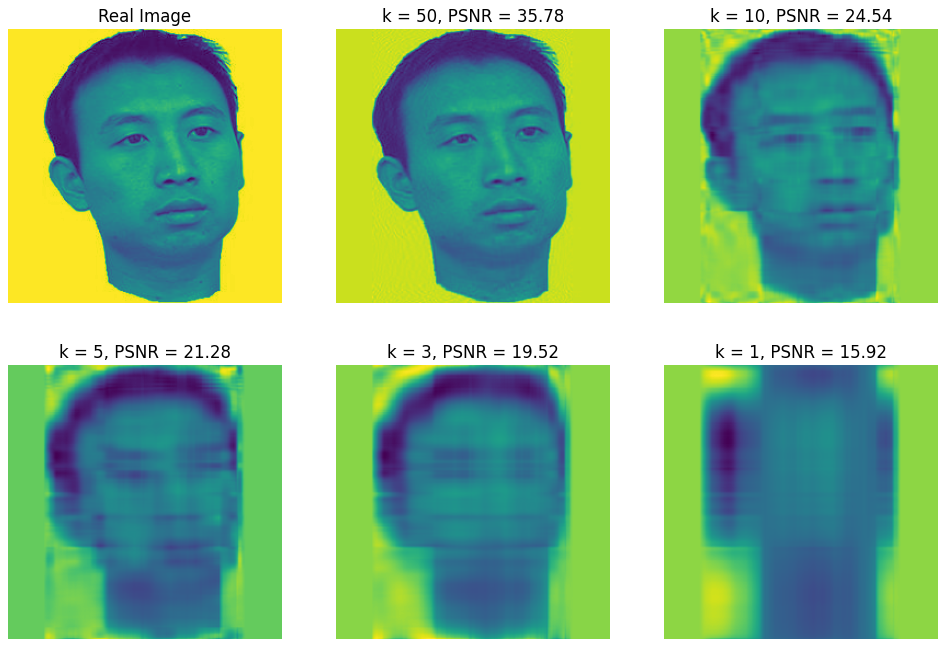 Real Image
k = 50, PSNR = 35.78
k = 10, PSNR = 24.54
k = 5, PSNR = 21.28
k = 3, PSNR = 19.52
k = 1, PSNR = 15.92